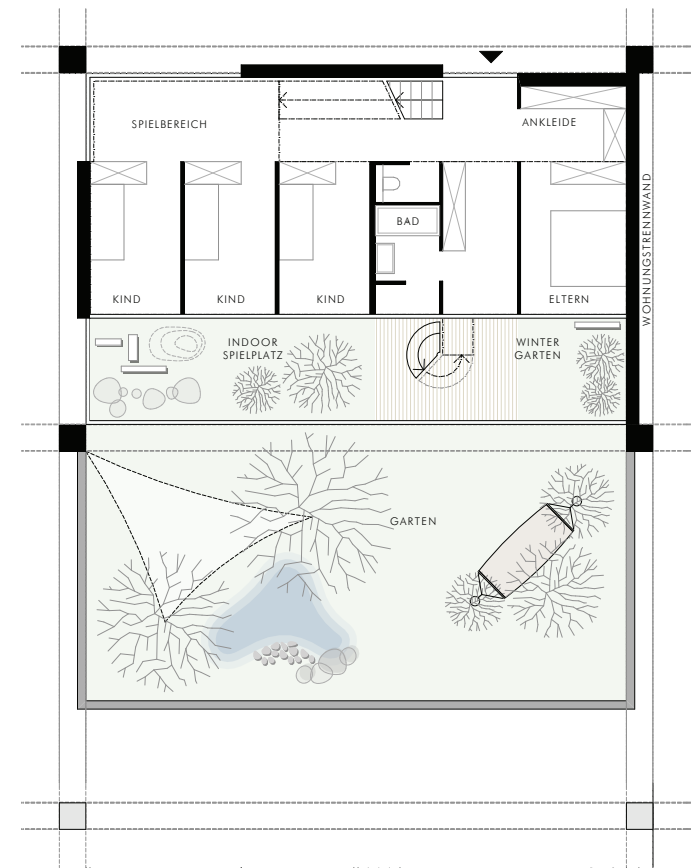 SPIELBEREICH
ANKLEIDE
WOHNUNGSTRENNWAND
BAD
KIND
KIND
KIND
ELTERN
INDOOR
SPIELPLATZ
WINTER
GARTEN
GARTEN